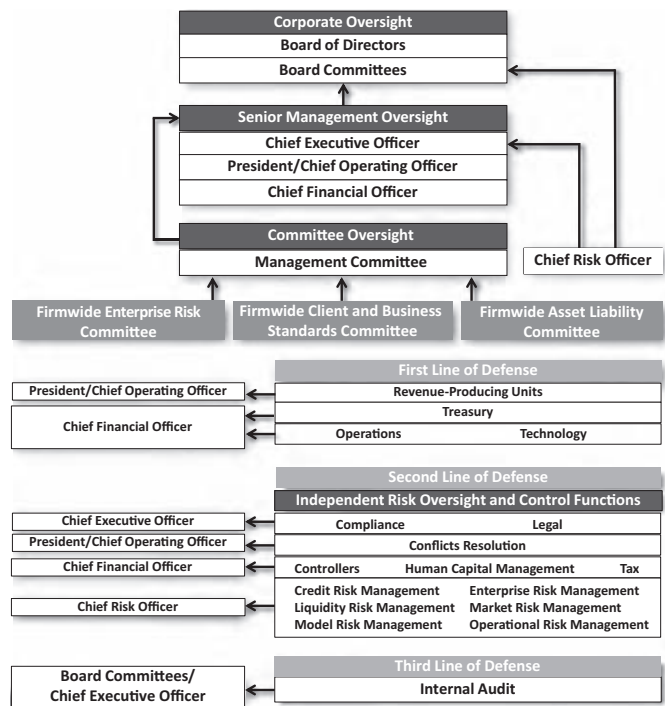 Corporate Oversight
Board of Directors
Board Committees
Senior Management Oversight
Chief Executive Officer
President/Chief Operating Officer
Chief Financial Officer
Committee Oversight
Management Committee
Chief Risk Officer
Firmwide Enterprise Risk
Committee
Firmwide Client and Business
Standards Committee
Firmwide Asset Liability
Committee
First Line of Defense
President/Chief Operating Officer
Revenue-Producing Units
Chief Financial Officer
Treasury
Operations Technology
Second Line of Defense
Independent Risk Oversight and Control Functions
Chief Executive Officer
Compliance Legal
President/Chief Operating Officer
Conflicts Resolution
Chief Financial Officer
Controllers Human Capital Management Tax
Chief Risk Officer
Credit Risk Management Enterprise Risk Management
Liquidity Risk Management Market Risk Management
Model Risk Management Operational Risk Management
Third Line of Defense
Board Committees/
Chief Executive Officer
Internal Audit